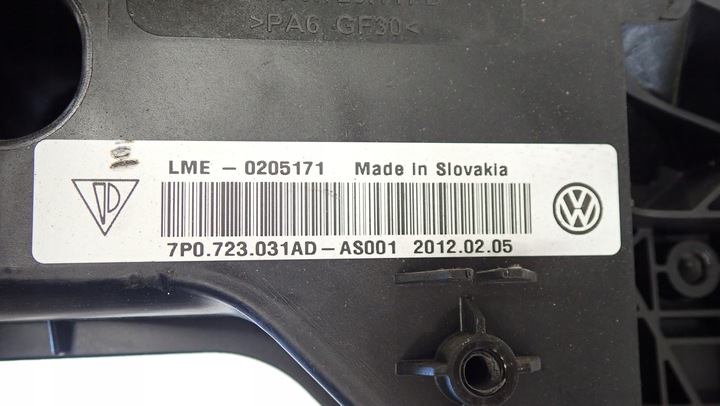 >PA6 GF30<
LME - 0205171 Made in Slovakia
7P0.723.031AD-AS001 2012.02.05